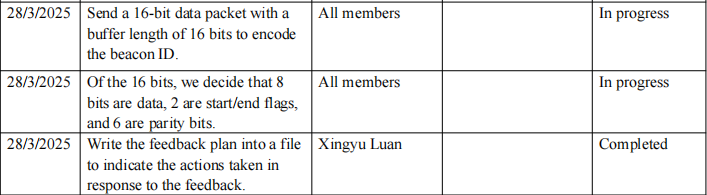 28/3/2025 Send a 16-bit data packet with a All members In progress
buffer length of 16 bits to encode
the beacon ID.
28/3/2025 Of the 16 bits, we decide that 8 All members In progress
bits are data, 2 are start/end flags,
and 6 are parity bits.
28/3/2025 Write the feedback plan into a file Xingyu Luan Completed
to indicate the actions taken in
response to the feedback.